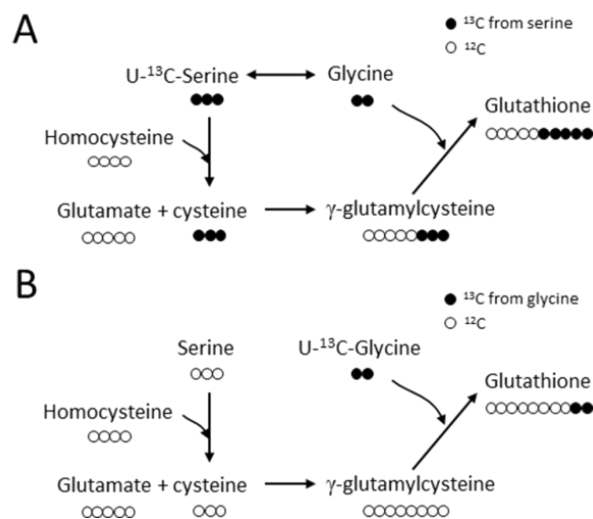 A
● ¹³C from serine
○ ¹²C
U-¹³C-Serine
Glycine
Glutathione
Homocysteine
Glutamate + cysteine
γ-glutamylcysteine
B
● ¹³C from glycine
○ ¹²C
Serine
U-¹³C-Glycine
Glutathione
Homocysteine
Glutamate + cysteine
γ-glutamylcysteine